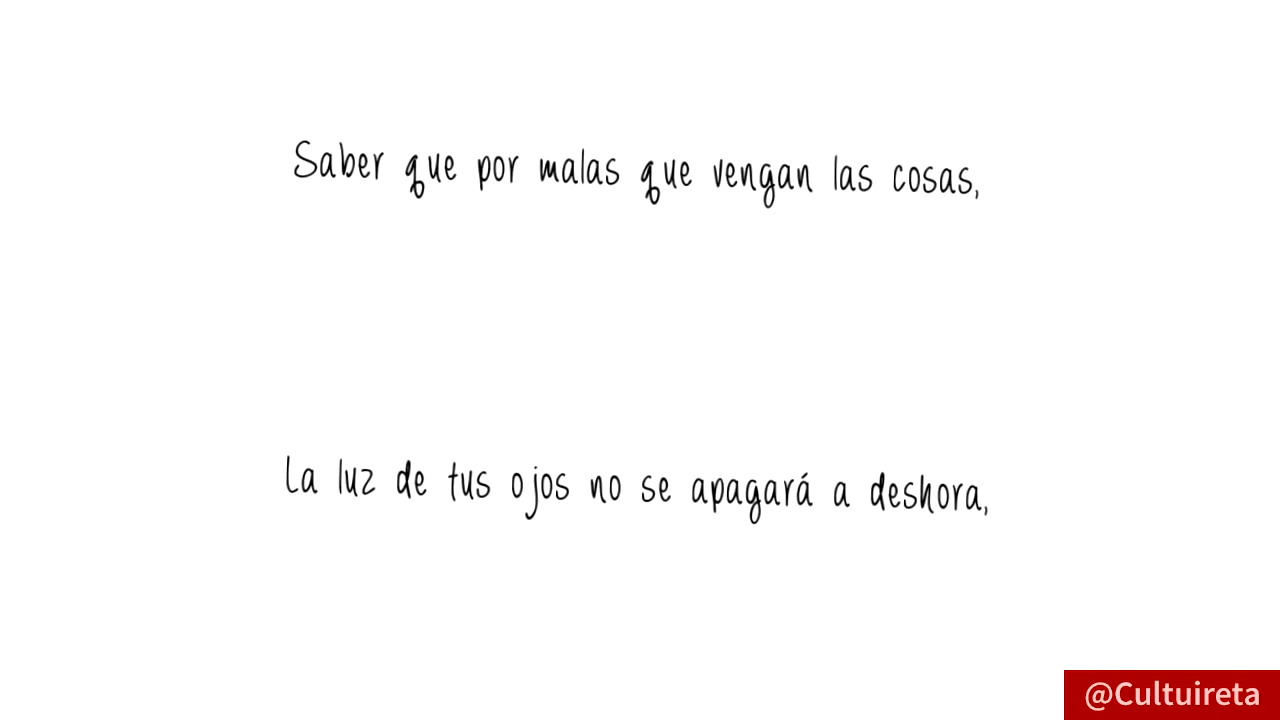 Saber que por malas que vengan las cosas,
La luz de tus ojos no se apagará a deshora,
@Cultuireta